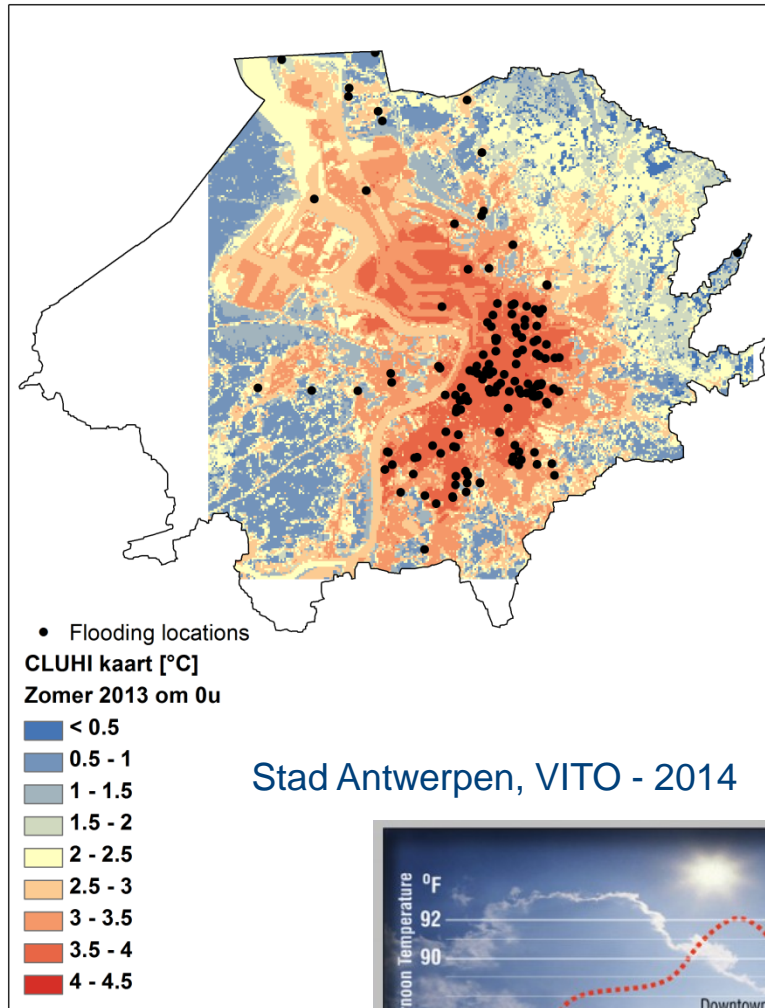 Flooding locations
CLUHI kaart [°C]
Zomer 2013 om 0u
< 0.5
0.5 - 1
1 - 1.5
1.5 - 2
2 - 2.5
2.5 - 3
3 - 3.5
3.5 - 4
4 - 4.5
Stad Antwerpen, VITO - 2014
°F
92
90
noon Temperature
Downtown